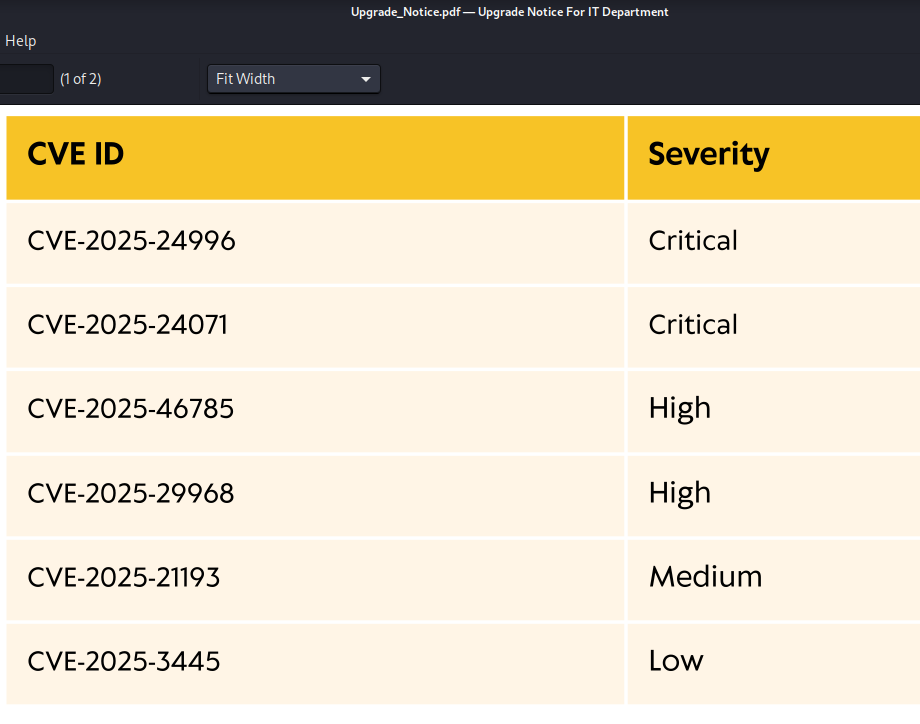 Upgrade_Notice.pdf — Upgrade Notice For IT Department
Help
(1 of 2) Fit Width
CVE ID Severity
CVE-2025-24996 Critical
CVE-2025-24071 Critical
CVE-2025-46785 High
CVE-2025-29968 High
CVE-2025-21193 Medium
CVE-2025-3445 Low